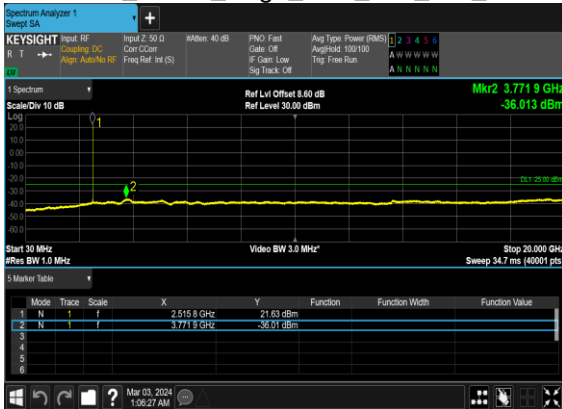 Spectrum Analyzer 1
Swept SA
+
KEYSIGHT Input: RF Input Z: 50 Ω #Atten: 40 dB PNO: Fast Avg Type: Power (RMS) 1 2 3 4 5 6
R T Coupling: DC Corr CCorr Gate: Off Avg|Hold: 100/100 A W W W W W
Align: Auto/No RF Freq Ref: Int (S) IF Gain: Low Trig: Free Run
LXI Sig Track: Off A N N N N N
1 Spectrum Ref Lvl Offset 8.60 dB Mkr2 3.771 9 GHz
Scale/Div 10 dB Ref Level 30.00 dBm -36.013 dBm
Log
20.0
10.0
0.00
-10.0
-20.0
-30.0
-40.0
-50.0
-60.0
1
2
DL1 -25.00 dBm
Start 30 MHz Video BW 3.0 MHz* Stop 20.000 GHz
#Res BW 1.0 MHz Sweep 34.7 ms (40001 pts)
5 Marker Table
Mode Trace Scale X Y Function Function Width Function Value
1 N 1 f 2.515 8 GHz 21.63 dBm
2 N 1 f 3.771 9 GHz -36.01 dBm
3
4
5
6
? Mar 03, 2024
1:06:27 AM